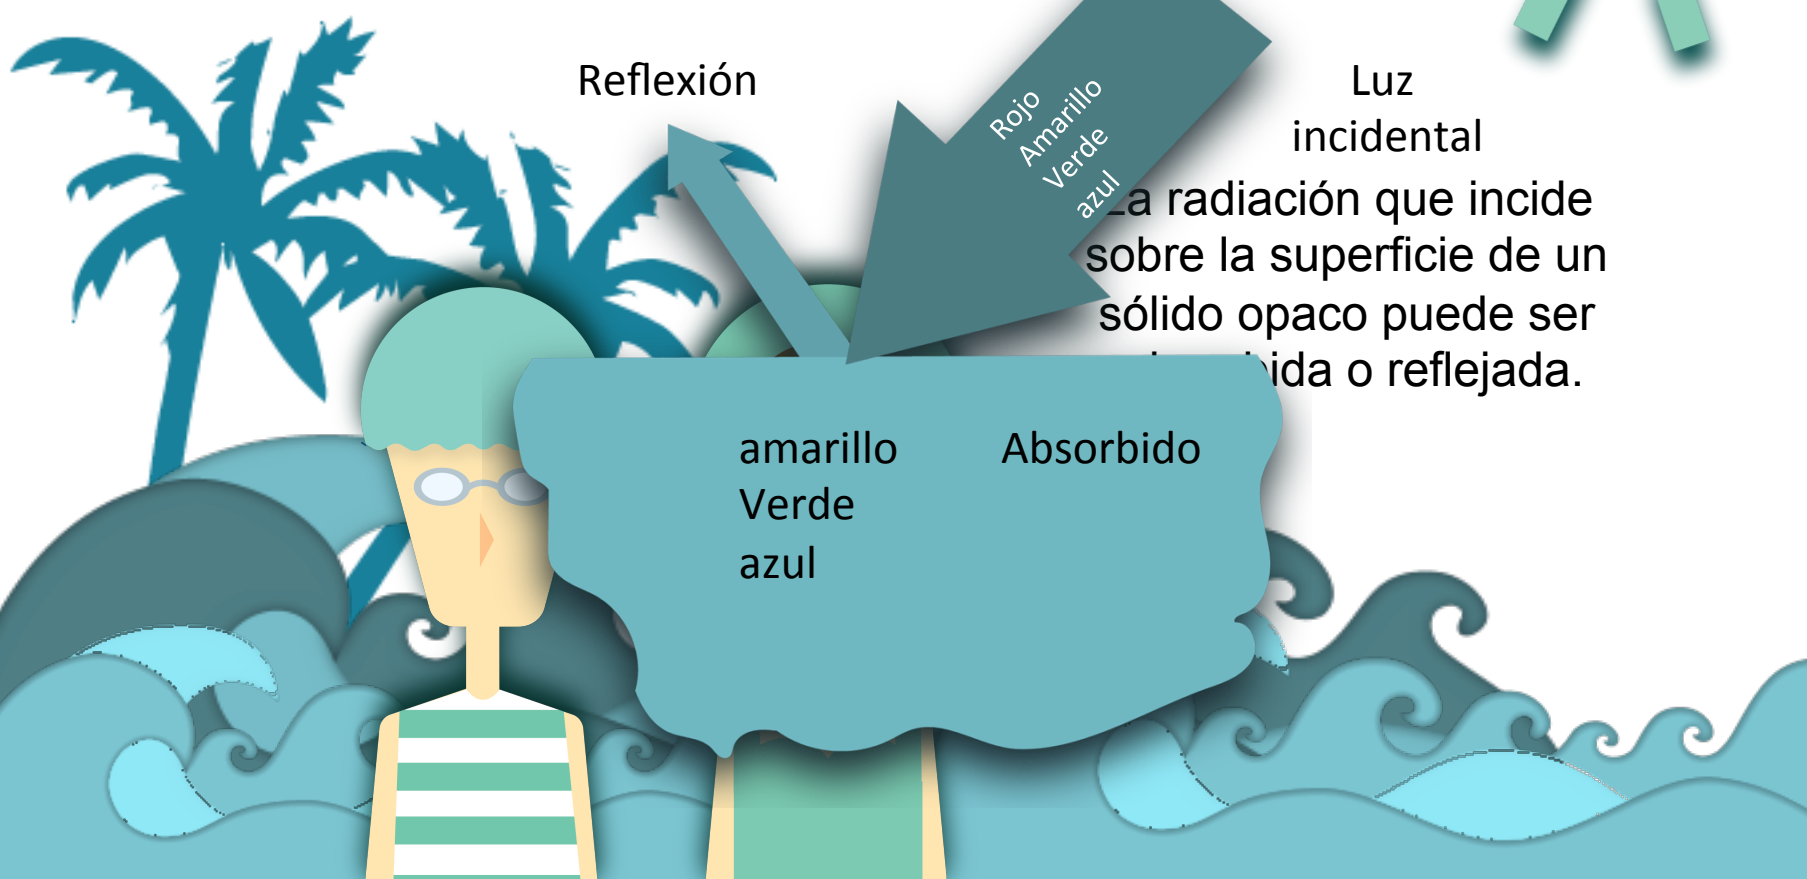 Reflexión
Rojo
Amarillo
Verde
azul
Luz
incidental
La radiación que incide
sobre la superficie de un
sólido opaco puede ser
o reflejada.
amarillo
Verde
azul
Absorbido